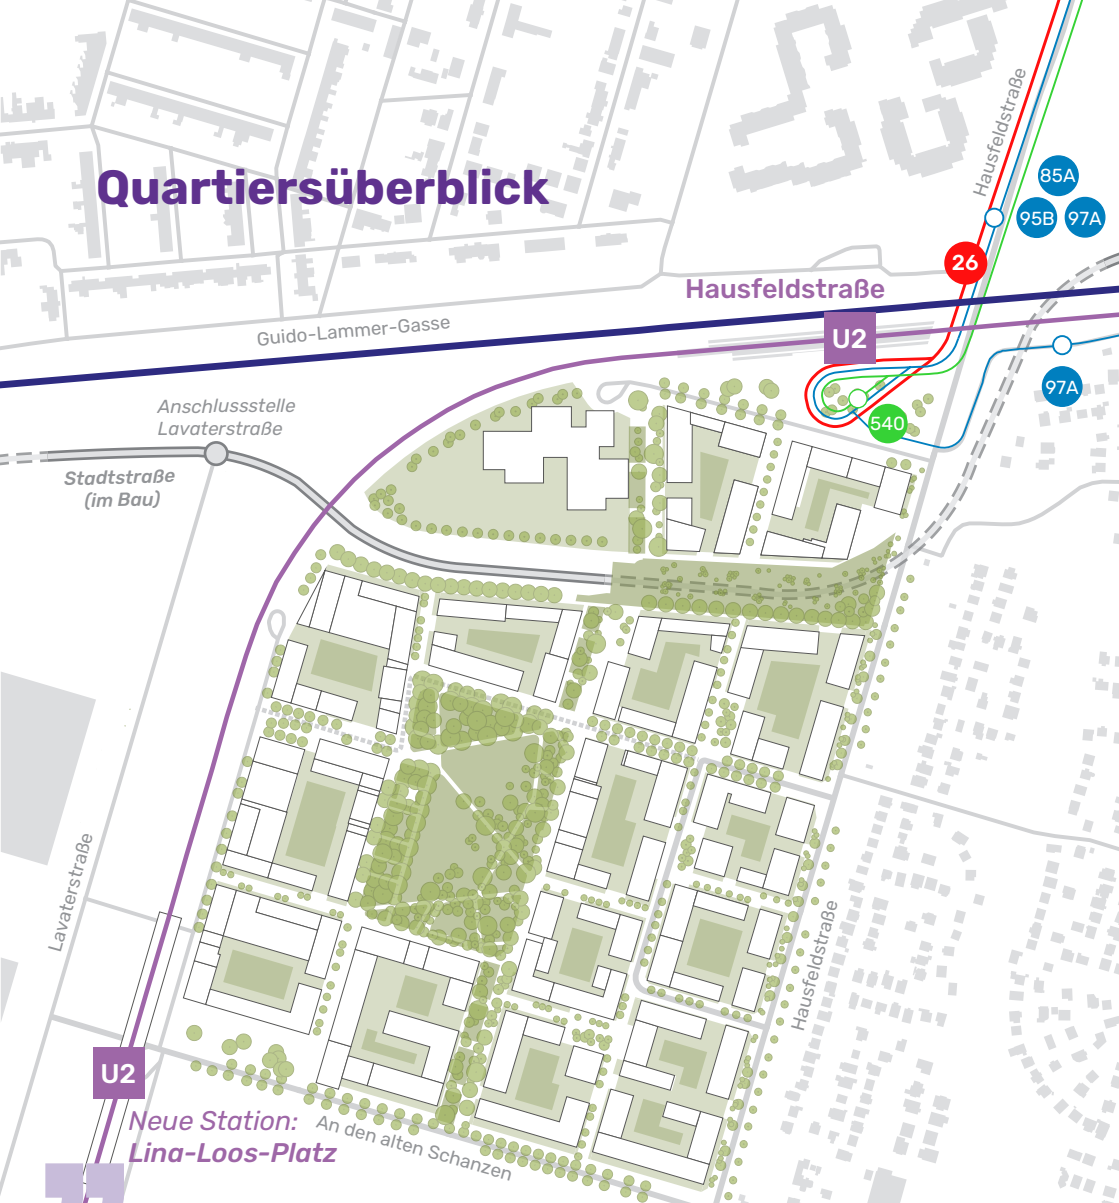 Hausfeldstraße
85A
95B
97A
Quartiersüberblick
26
Hausfeldstraße
Guido-Lammer-Gasse
U2
97A
540
Anschlussstelle
Lavaterstraße
Stadtstraße
(im Bau)
Lavaterstraße
Hausfeldstraße
U2
Neue Station:
Lina-Loos-Platz
An den alten Schanzen